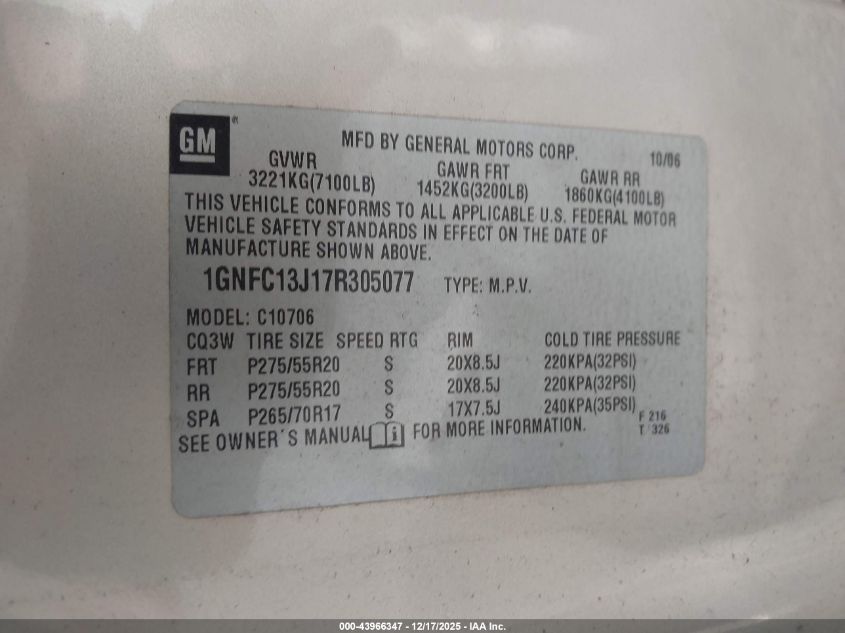 GM
MFD BY GENERAL MOTORS CORP. 10/06
GVWR GAWR FRT GAWR RR
3221KG(7100LB) 1452KG(3200LB) 1860KG(4100LB)
THIS VEHICLE CONFORMS TO ALL APPLICABLE U.S. FEDERAL MOTOR
VEHICLE SAFETY STANDARDS IN EFFECT ON THE DATE OF
MANUFACTURE SHOWN ABOVE.
1GNFC13J17R305077 TYPE: M.P.V.
MODEL: C10706
CQ3W TIRE SIZE SPEED RTG RIM COLD TIRE PRESSURE
FRT P275/55R20 S 20X8.5J 220KPA(32PSI)
RR P275/55R20 S 20X8.5J 220KPA(32PSI)
SPA P265/70R17 S 17X7.5J 240KPA(35PSI)
F 216
SEE OWNER'S MANUAL i FOR MORE INFORMATION. T 326
000-43966347 - 12/17/2025 - IAA Inc.